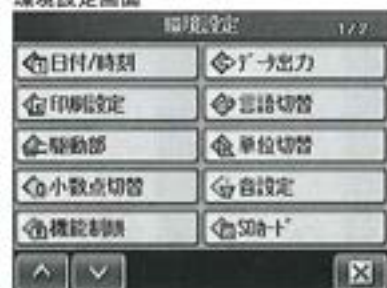 環境設定画面
環境設定 1/2
日付/時刻 ﾃﾞｰﾀ出力
印刷設定 言語切替
駆動部 単位切替
小数点切替 音設定
機能制限 SDｶｰﾄﾞ